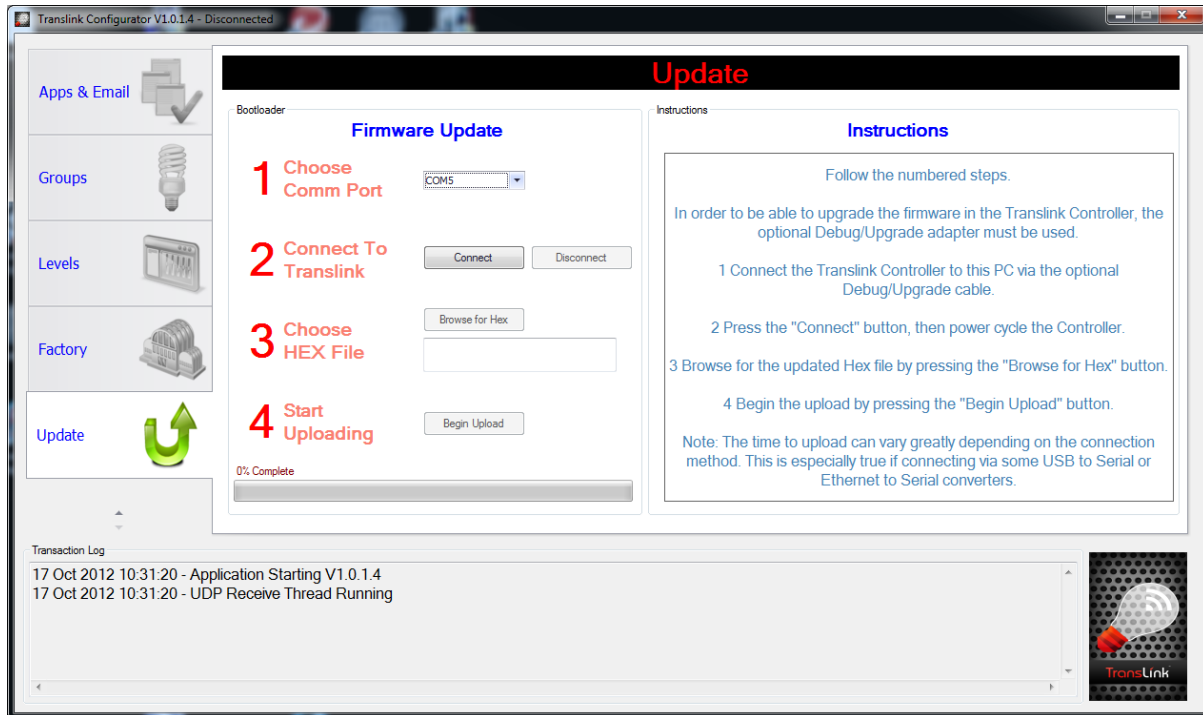 Translink Configurator V1.0.1.4 - Disconnected
Apps & Email
Groups
Levels
Factory
Update
Update
Bootloader
Firmware Update
1 Choose
Comm Port
COM5
2 Connect To
Translink
Connect
Disconnect
3 Choose
HEX File
Browse for Hex
4 Start
Uploading
Begin Upload
0% Complete
Instructions
Instructions
Follow the numbered steps.
In order to be able to upgrade the firmware in the Translink Controller, the
optional Debug/Upgrade adapter must be used.
1 Connect the Translink Controller to this PC via the optional
Debug/Upgrade cable.
2 Press the "Connect" button, then power cycle the Controller.
3 Browse for the updated Hex file by pressing the "Browse for Hex" button.
4 Begin the upload by pressing the "Begin Upload" button.
Note: The time to upload can vary greatly depending on the connection
method. This is especially true if connecting via some USB to Serial or
Ethernet to Serial converters.
Transaction Log
17 Oct 2012 10:31:20 - Application Starting V1.0.1.4
17 Oct 2012 10:31:20 - UDP Receive Thread Running
TransLink